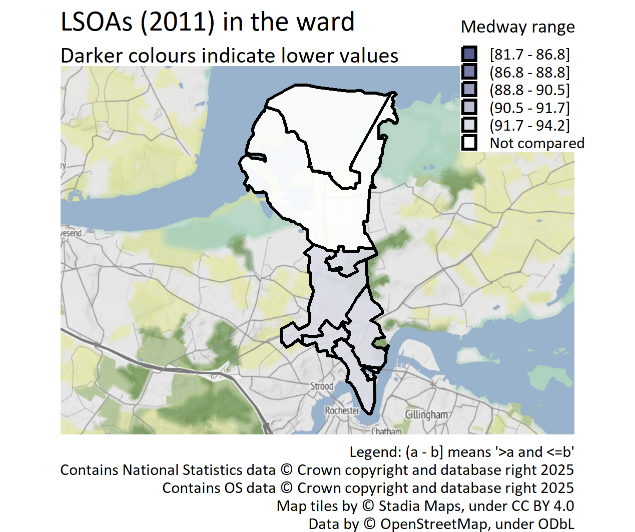 LSOAs (2011) in the ward
Darker colours indicate lower values
Medway range
[81.7 - 86.8]
(86.8 - 88.8]
(88.8 - 90.5]
(90.5 - 91.7]
(91.7 - 94.2]
Not compared
ry
vesend
Strood
Rochester
Gillingham
Chatham
Legend: (a - b] means '>a and <=b'
Contains National Statistics data © Crown copyright and database right 2025
Contains OS data © Crown copyright and database right 2025
Map tiles by © Stadia Maps, under CC BY 4.0
Data by © OpenStreetMap, under ODbL